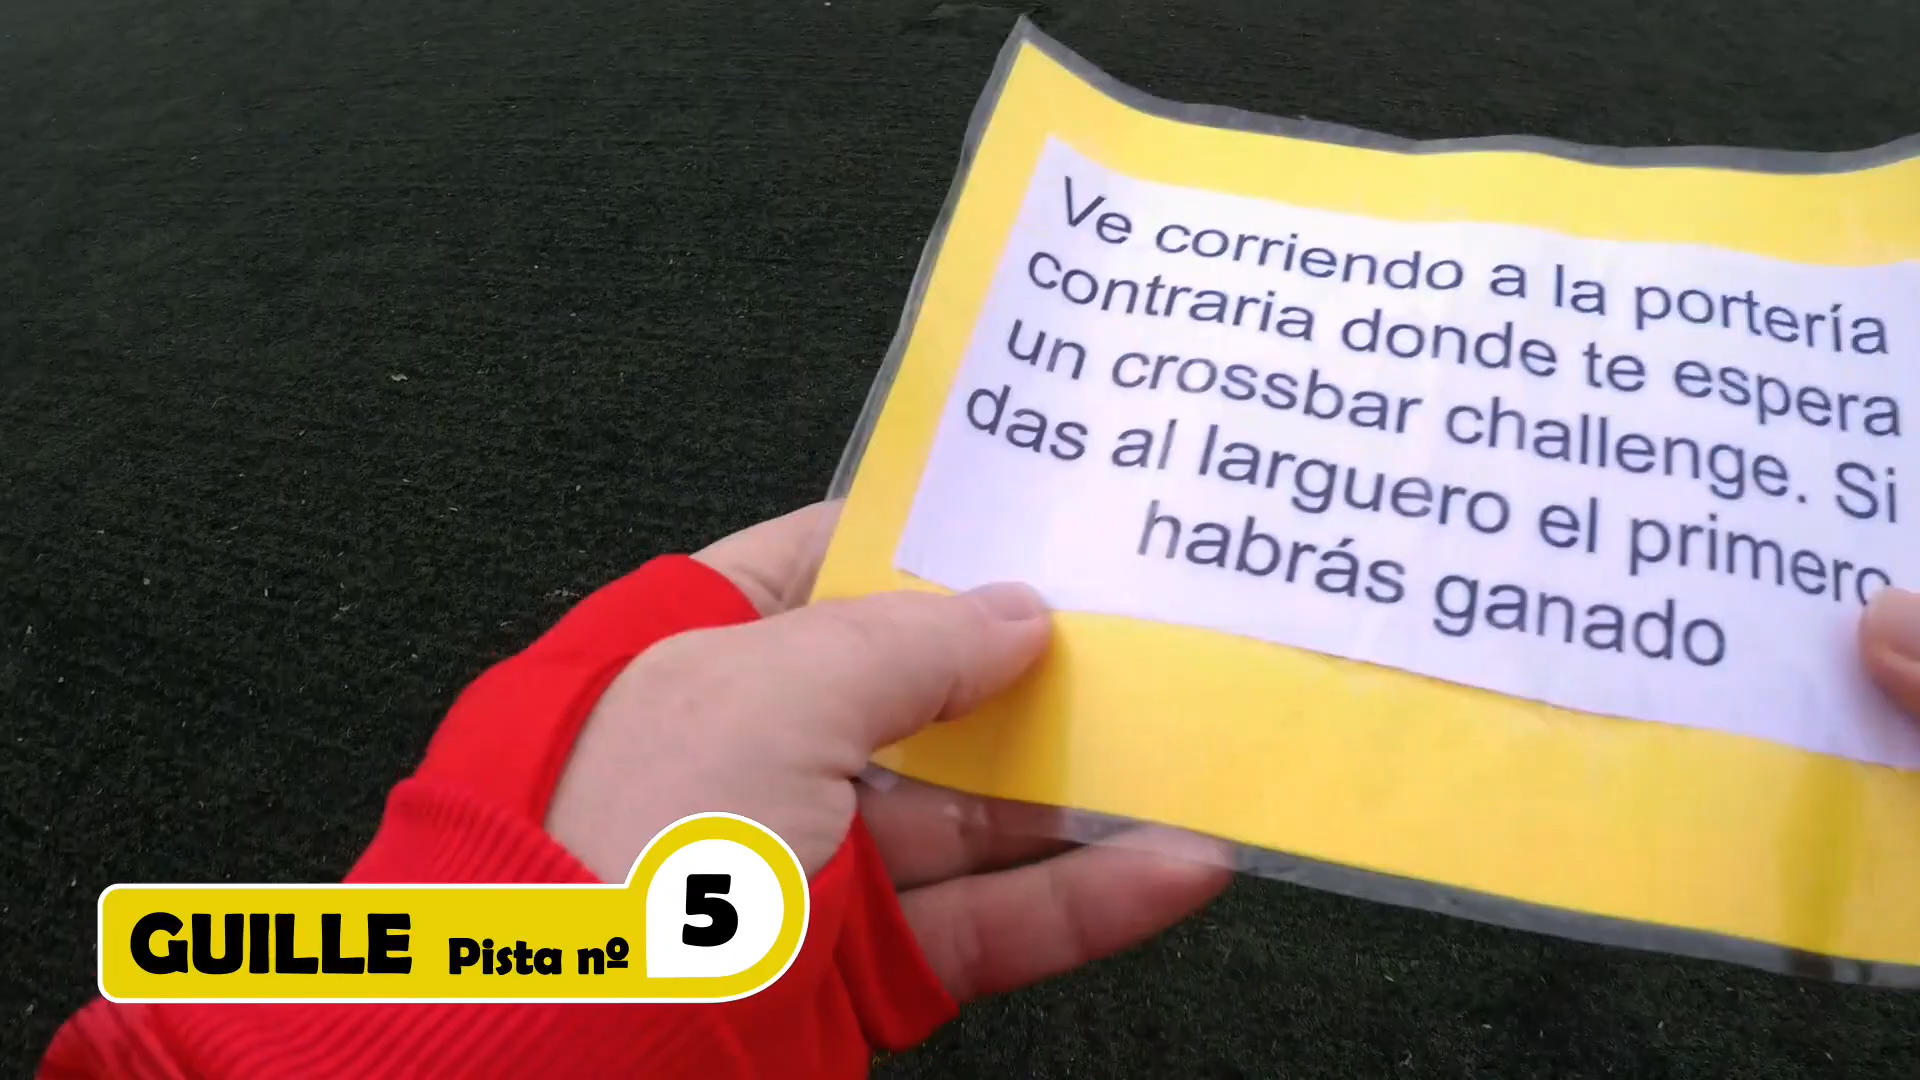 Ve corriendo a la portería
contraria donde te espera
un crossbar challenge. Si
das al larguero el primero
habrás ganado
GUILLE Pista nº 5